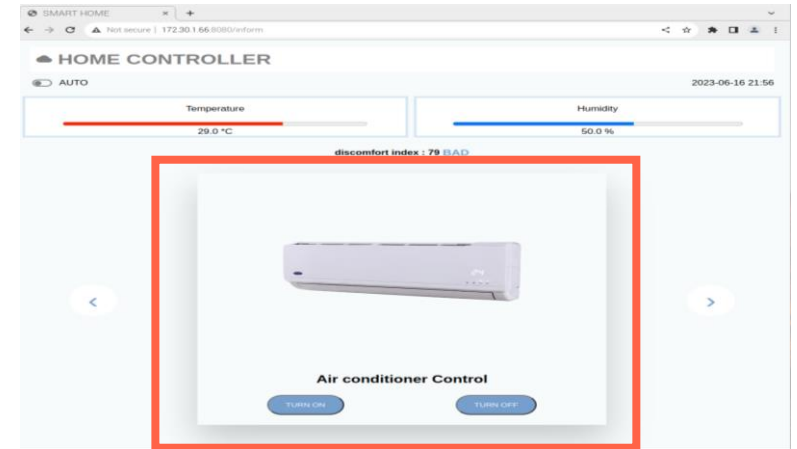 SMART HOME
Not secure | 172.30.1.66:8080/enform
HOME CONTROLLER
AUTO
2023-06-16 21:56
Temperature
Humidity
29.0 °C
50.0 %
discomfort index : 79 BAD
Air conditioner Control
TURN ON
TURN OFF